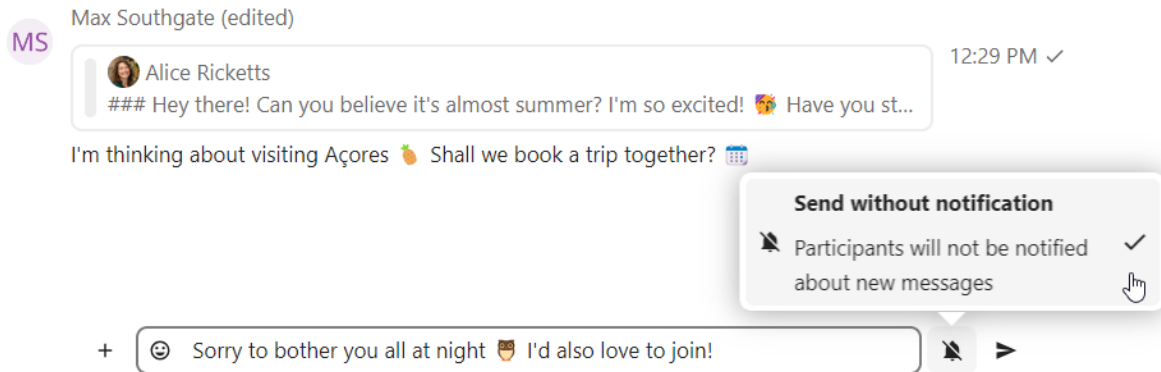 Max Southgate (edited)
MS
Alice Ricketts
12:29 PM ✓
### Hey there! Can you believe it's almost summer? I'm so excited! 🥳 Have you st...
I'm thinking about visiting Açores 🍍 Shall we book a trip together? 🗓️
Send without notification
Participants will not be notified
about new messages
Sorry to bother you all at night 🦉 I'd also love to join!